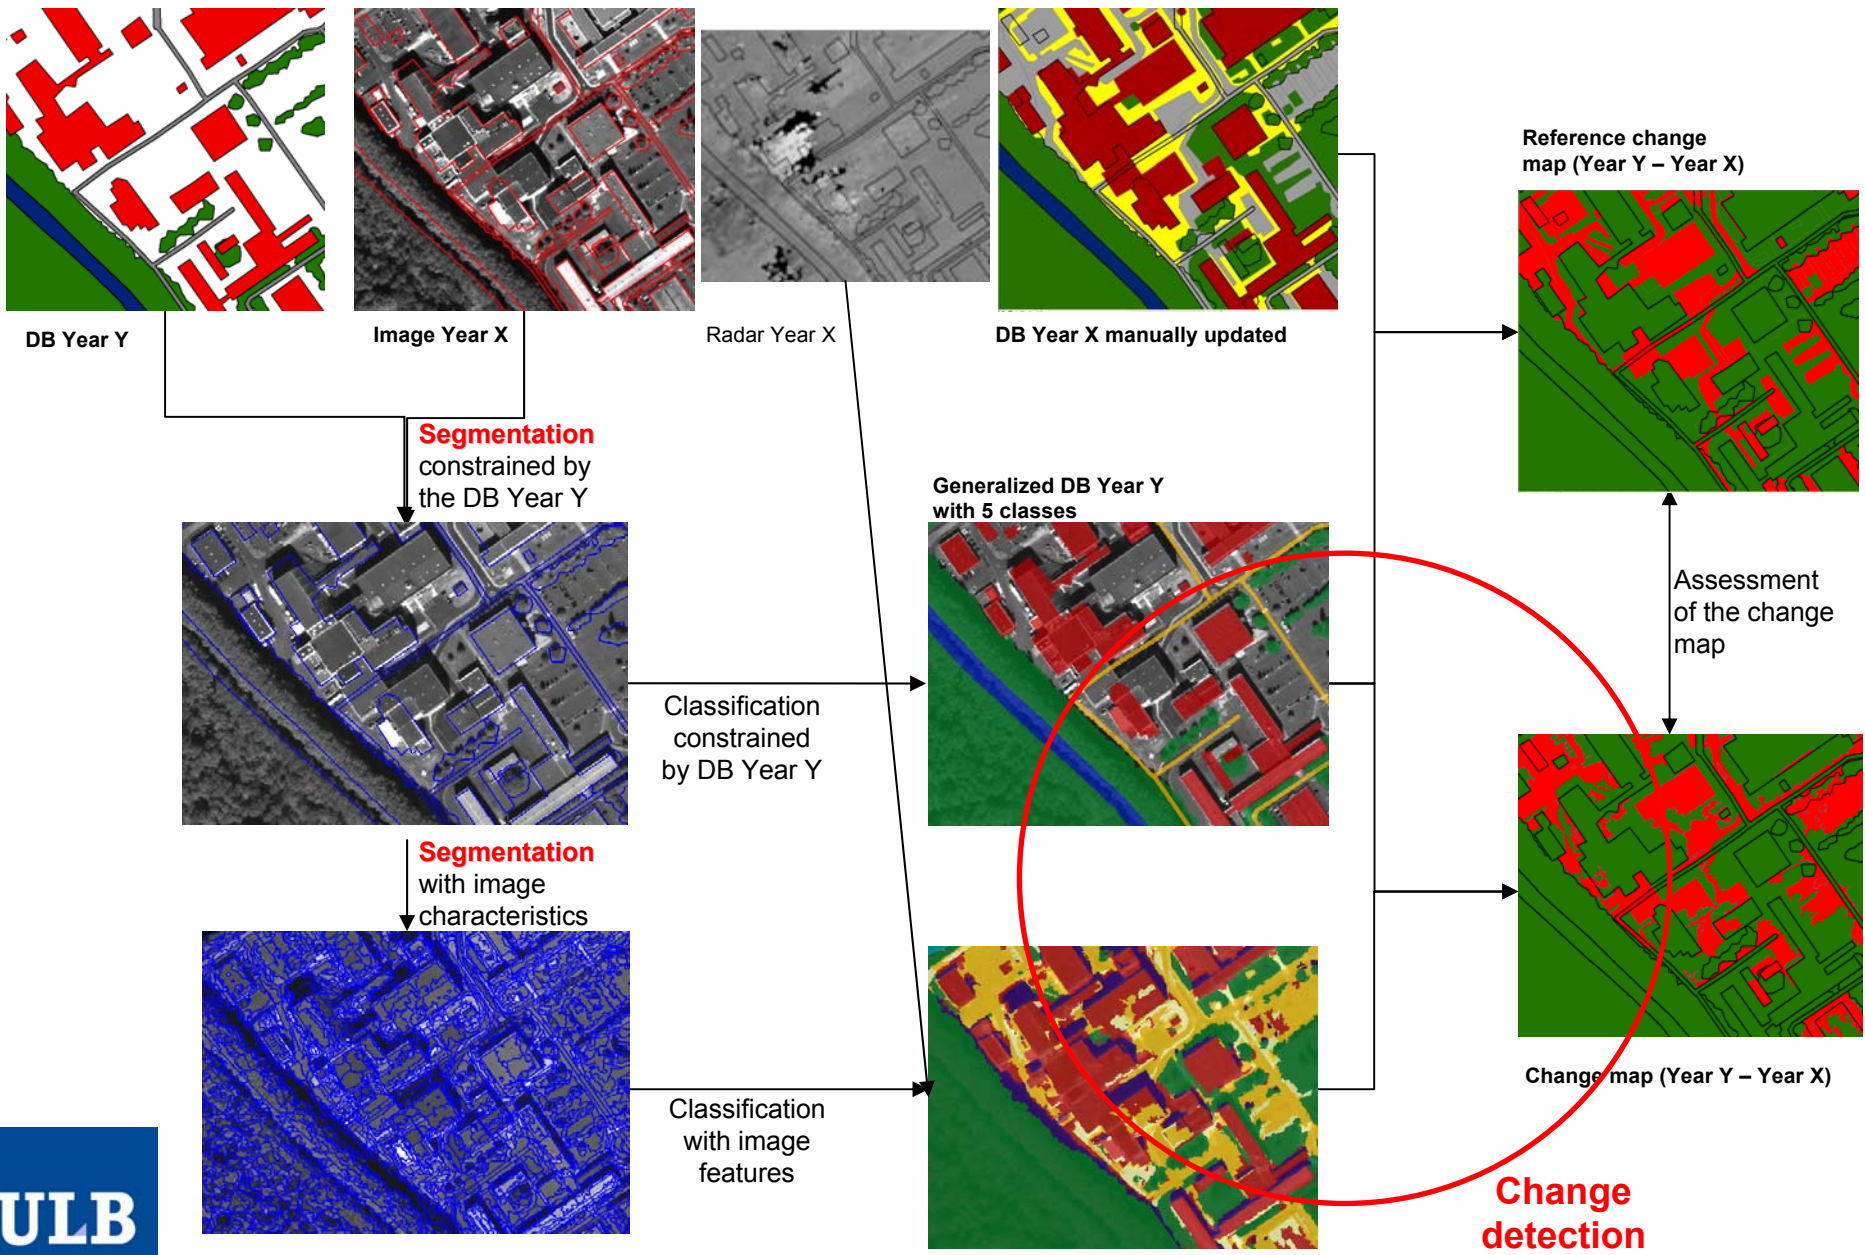 DB Year Y
Image Year X
Radar Year X
DB Year X manually updated
Reference change
map (Year Y – Year X)
Segmentation
constrained by
the DB Year Y
Generalized DB Year Y
with 5 classes
Assessment
of the change
map
Classification
constrained
by DB Year Y
Segmentation
with image
characteristics
Change map (Year Y – Year X)
Classification
with image
features
Change
detection
ULB